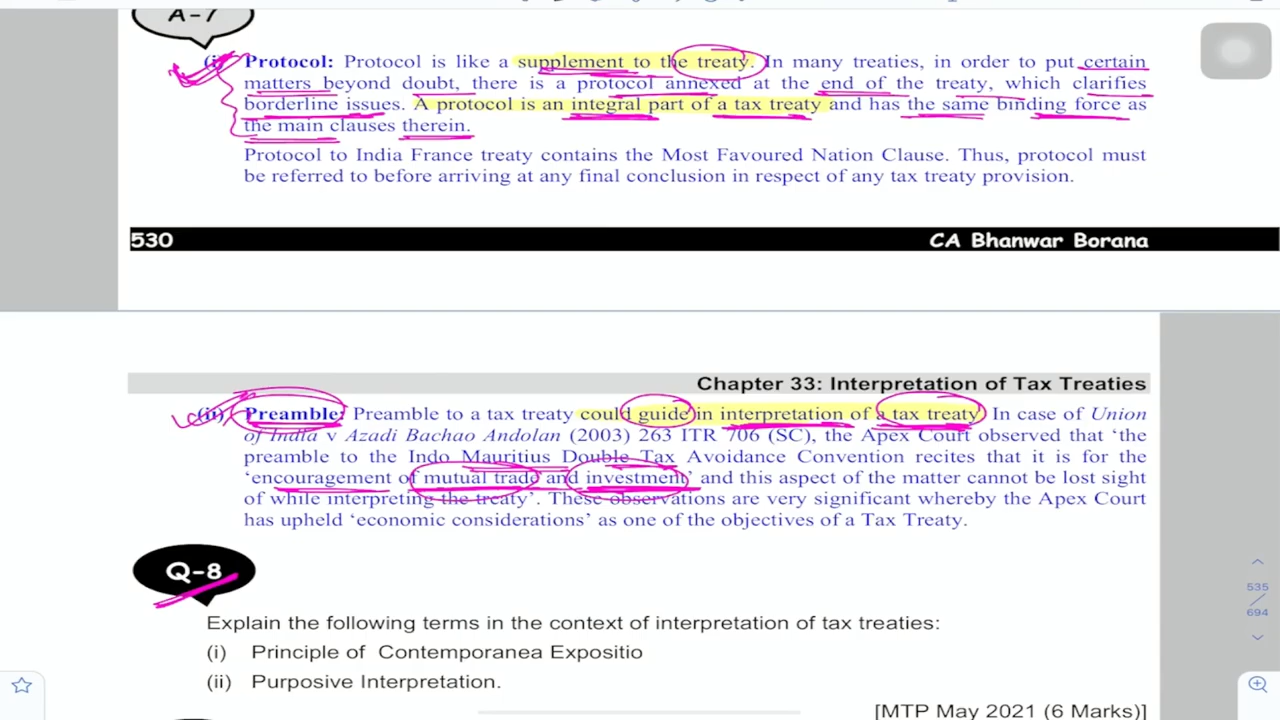 A-7
(i) Protocol: Protocol is like a supplement to the treaty. In many treaties, in order to put certain
matters beyond doubt, there is a protocol annexed at the end of the treaty, which clarifies
borderline issues. A protocol is an integral part of a tax treaty and has the same binding force as
the main clauses therein.
Protocol to India France treaty contains the Most Favoured Nation Clause. Thus, protocol must
be referred to before arriving at any final conclusion in respect of any tax treaty provision.
530 CA Bhanwar Borana
Chapter 33: Interpretation of Tax Treaties
(ii) Preamble: Preamble to a tax treaty could guide in interpretation of a tax treaty. In case of Union
of India v Azadi Bachao Andolan (2003) 263 ITR 706 (SC), the Apex Court observed that ‘the
preamble to the Indo Mauritius Double Tax Avoidance Convention recites that it is for the
‘encouragement of mutual trade and investment’ and this aspect of the matter cannot be lost sight
of while interpreting the treaty’. These observations are very significant whereby the Apex Court
has upheld ‘economic considerations’ as one of the objectives of a Tax Treaty.
Q-8
Explain the following terms in the context of interpretation of tax treaties:
(i) Principle of Contemporanea Expositio
(ii) Purposive Interpretation.
[MTP May 2021 (6 Marks)]
535
694